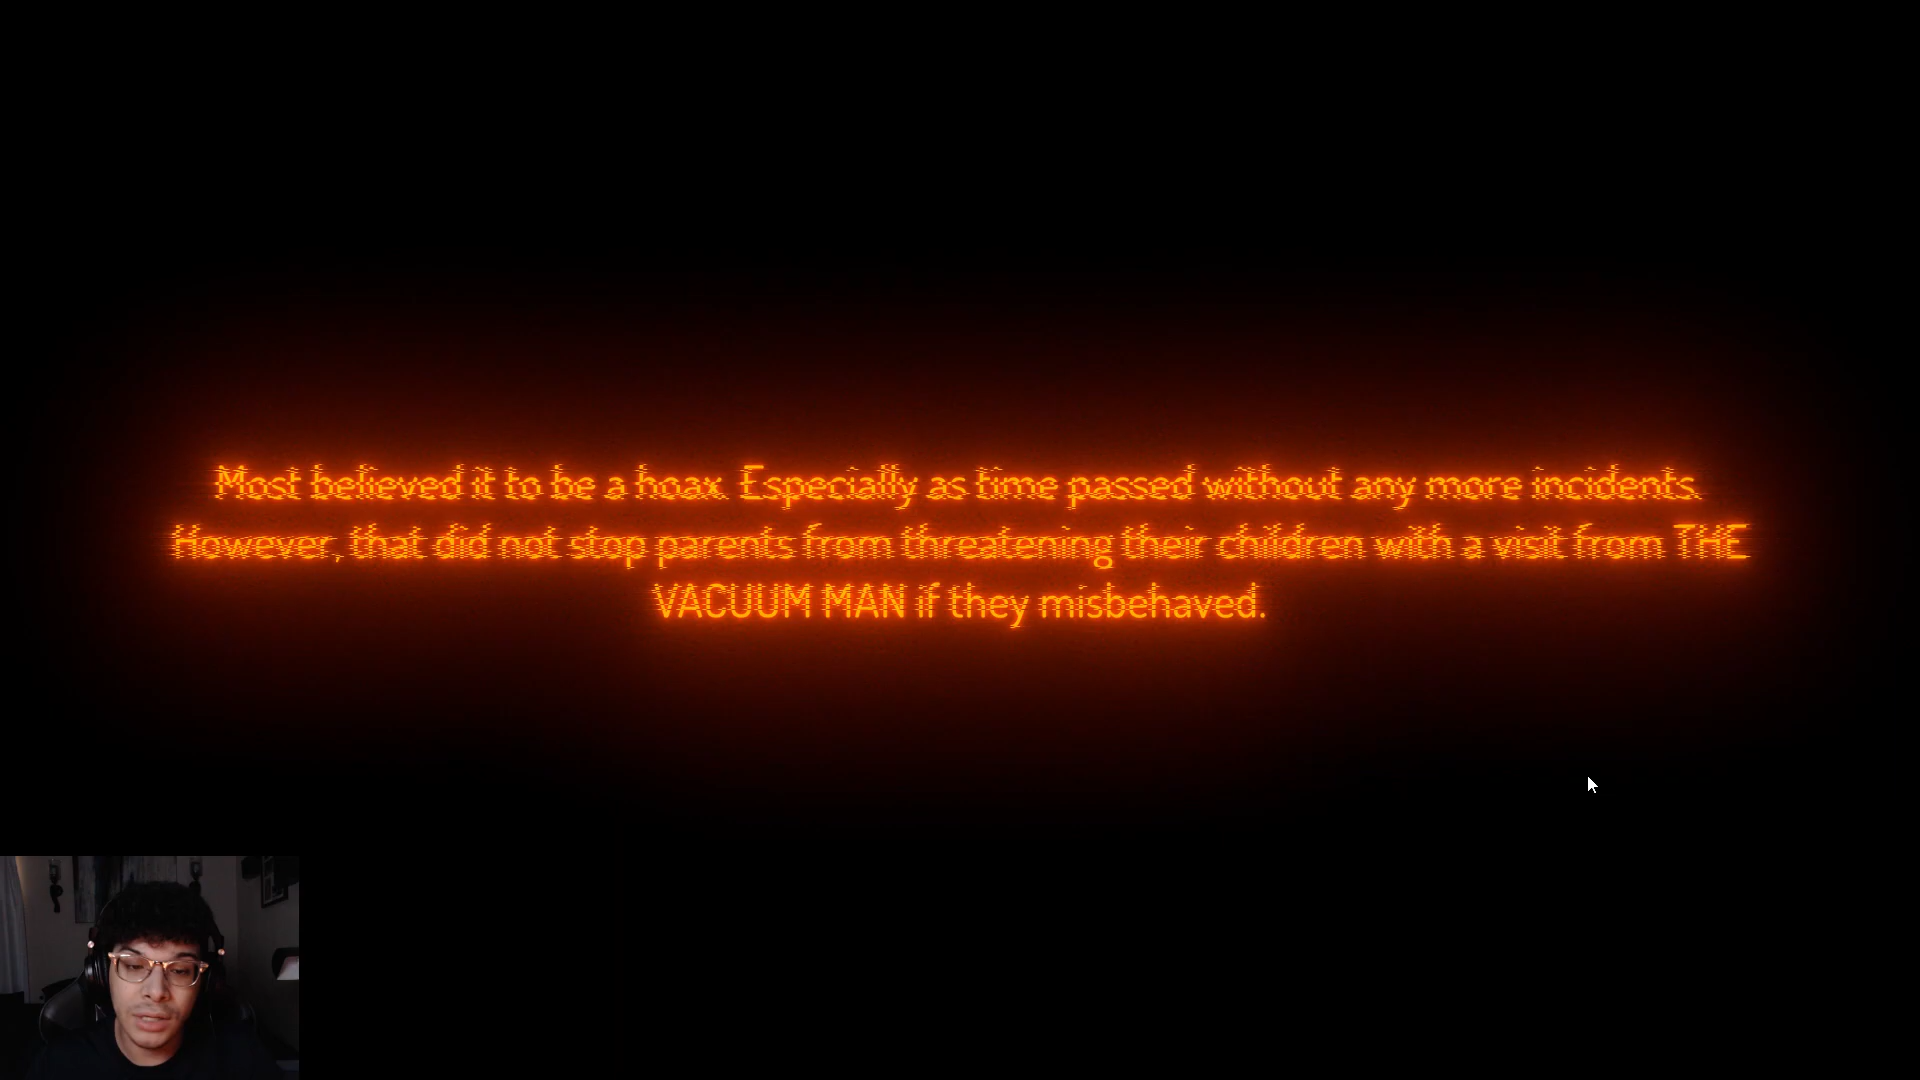 Most believed it to be a hoax. Especially as time passed without any more incidents.
However, that did not stop parents from threatening their children with a visit from THE
VACUUM MAN if they misbehaved.